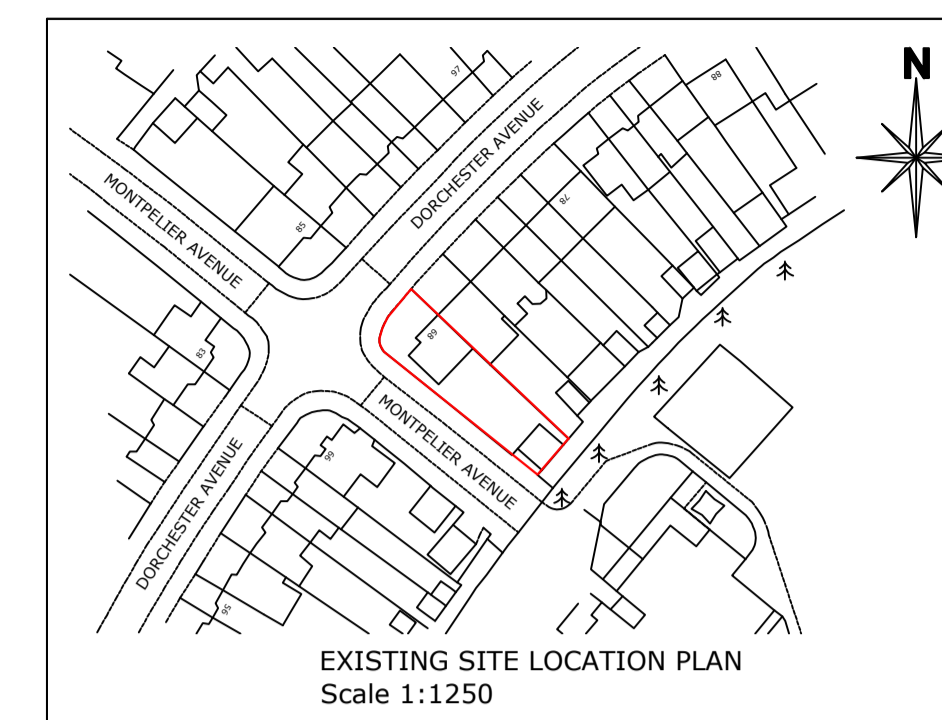 N
97
88
DORCHESTER AVENUE
MONTPELIER AVENUE
78
85
68
83
MONTPELIER AVENUE
66
DORCHESTER AVENUE
56
EXISTING SITE LOCATION PLAN
Scale 1:1250